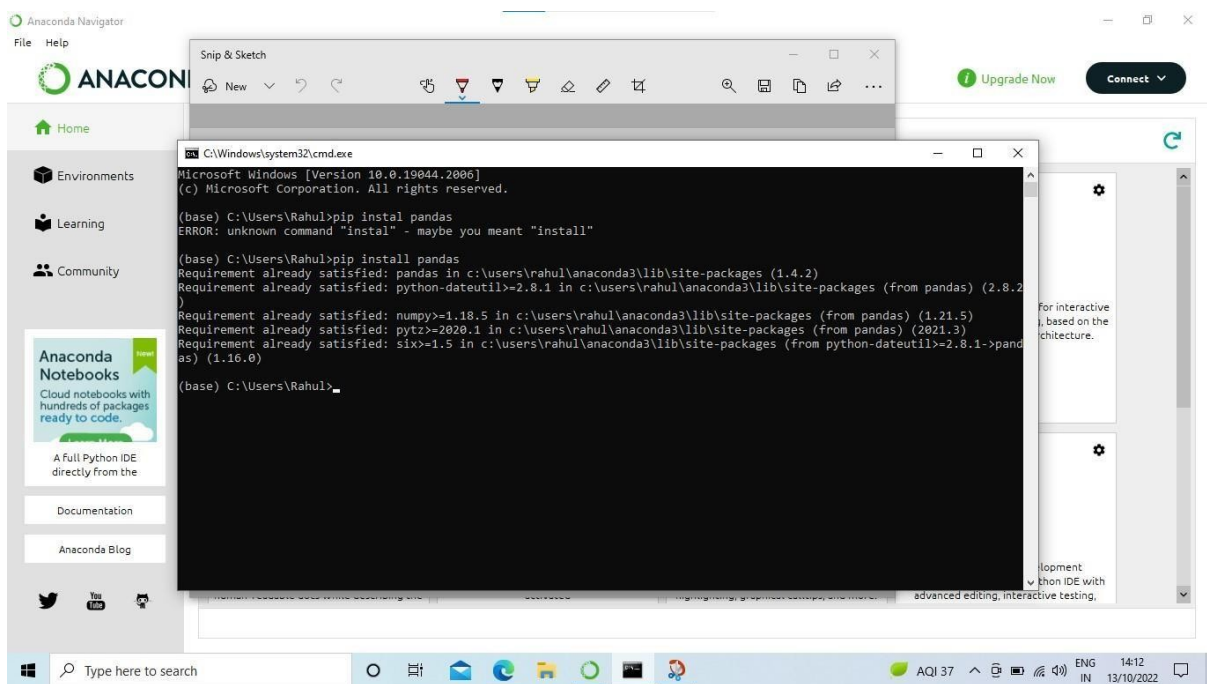 Anaconda Navigator
File Help
Snip & Sketch
ANACON
New
Upgrade Now
Connect
Home
Environments
Learning
Community
C:\Windows\system32\cmd.exe
Microsoft Windows [Version 10.0.19044.2006]
(c) Microsoft Corporation. All rights reserved.
(base) C:\Users\Rahul>pip instal pandas
ERROR: unknown command "instal" - maybe you meant "install"
(base) C:\Users\Rahul>pip install pandas
Requirement already satisfied: pandas in c:\users\rahul\anaconda3\lib\site-packages (1.4.2)
Requirement already satisfied: python-dateutil>=2.8.1 in c:\users\rahul\anaconda3\lib\site-packages (from pandas) (2.8.2
)
Requirement already satisfied: numpy>=1.18.5 in c:\users\rahul\anaconda3\lib\site-packages (from pandas) (1.21.5)
Requirement already satisfied: pytz>=2020.1 in c:\users\rahul\anaconda3\lib\site-packages (from pandas) (2021.3)
Requirement already satisfied: six>=1.5 in c:\users\rahul\anaconda3\lib\site-packages (from python-dateutil>=2.8.1->pand
as) (1.16.0)
(base) C:\Users\Rahul>
for interactive
, based on the
chitecture.
Anaconda
Notebooks
New!
Cloud notebooks with
hundreds of packages
ready to code.
A full Python IDE
directly from the
Documentation
Anaconda Blog
You
Tube
lopment
thon IDE with
advanced editing, interactive testing,
Type here to search
AQI 37
ENG
IN
14:12
13/10/2022